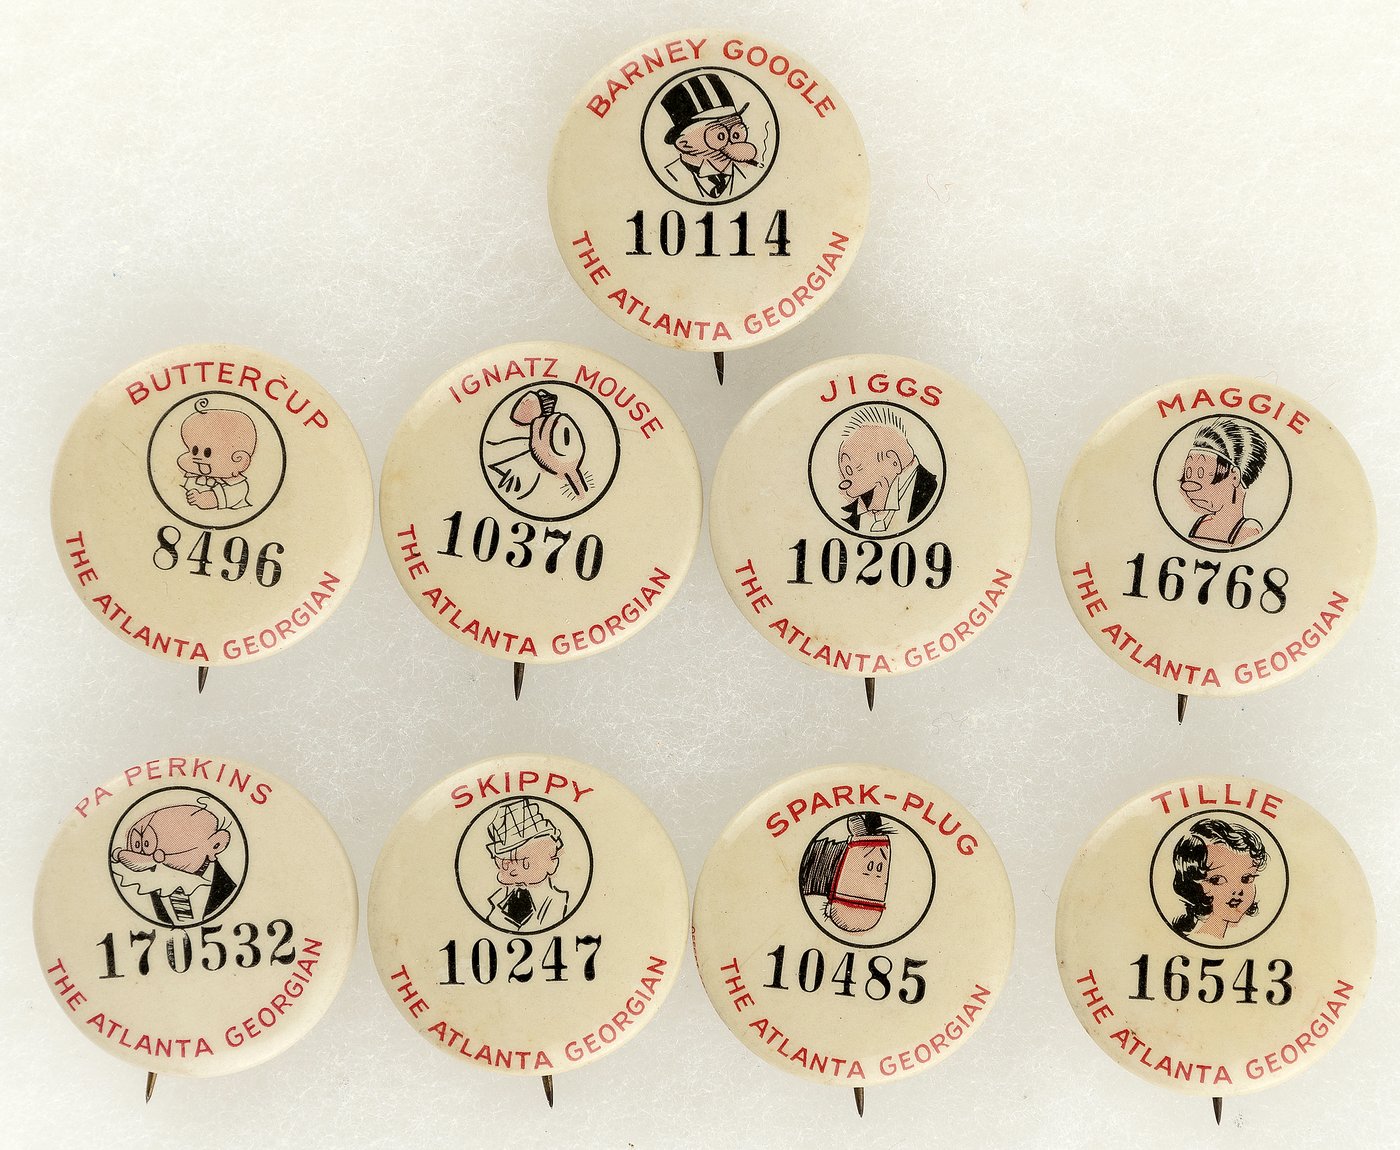 BARNEY GOOGLE
10114
THE ATLANTA GEORGIAN
BUTTERCUP
8496
THE ATLANTA GEORGIAN
IGNATZ MOUSE
10370
THE ATLANTA GEORGIAN
JIGGS
10209
THE ATLANTA GEORGIAN
MAGGIE
16768
THE ATLANTA GEORGIAN
PA PERKINS
170532
THE ATLANTA GEORGIAN
SKIPPY
10247
THE ATLANTA GEORGIAN
SPARK-PLUG
10485
THE ATLANTA GEORGIAN
TILLIE
16543
THE ATLANTA GEORGIAN